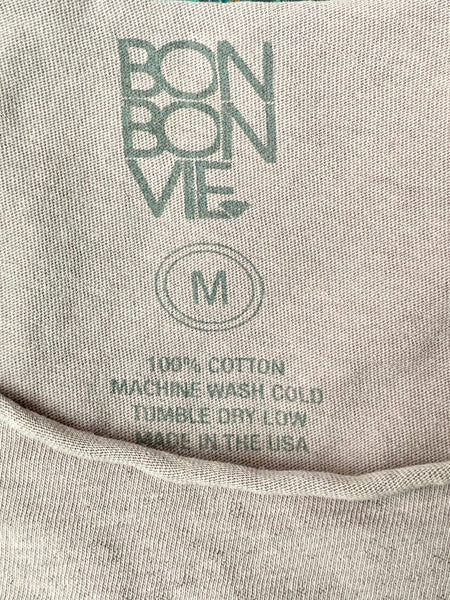 BON
BON
VIE
M
100% COTTON
MACHINE WASH COLD
TUMBLE DRY LOW
MADE IN THE USA